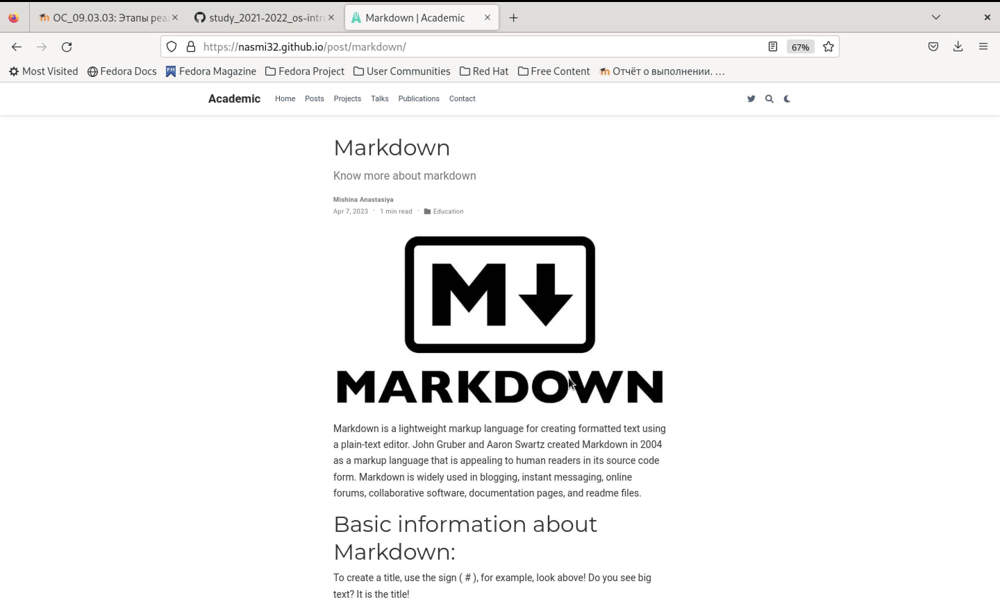 ОС_09.03.03: Этапы реа
study_2021-2022_os-intro
Markdown | Academic
https://nasmi32.github.io/post/markdown/
67%
Most Visited
Fedora Docs
FM
Fedora Magazine
Fedora Project
User Communities
Red Hat
Free Content
Отчёт о выполнении. …
Academic
Home
Posts
Projects
Talks
Publications
Contact
Markdown
Know more about markdown
Mishina Anastasiya
Apr 7, 2023 · 1 min read · Education
M
MARKDOWN
Markdown is a lightweight markup language for creating formatted text using
a plain-text editor. John Gruber and Aaron Swartz created Markdown in 2004
as a markup language that is appealing to human readers in its source code
form. Markdown is widely used in blogging, instant messaging, online
forums, collaborative software, documentation pages, and readme files.
Basic information about
Markdown:
To create a title, use the sign ( # ), for example, look above! Do you see big
text? It is the title!